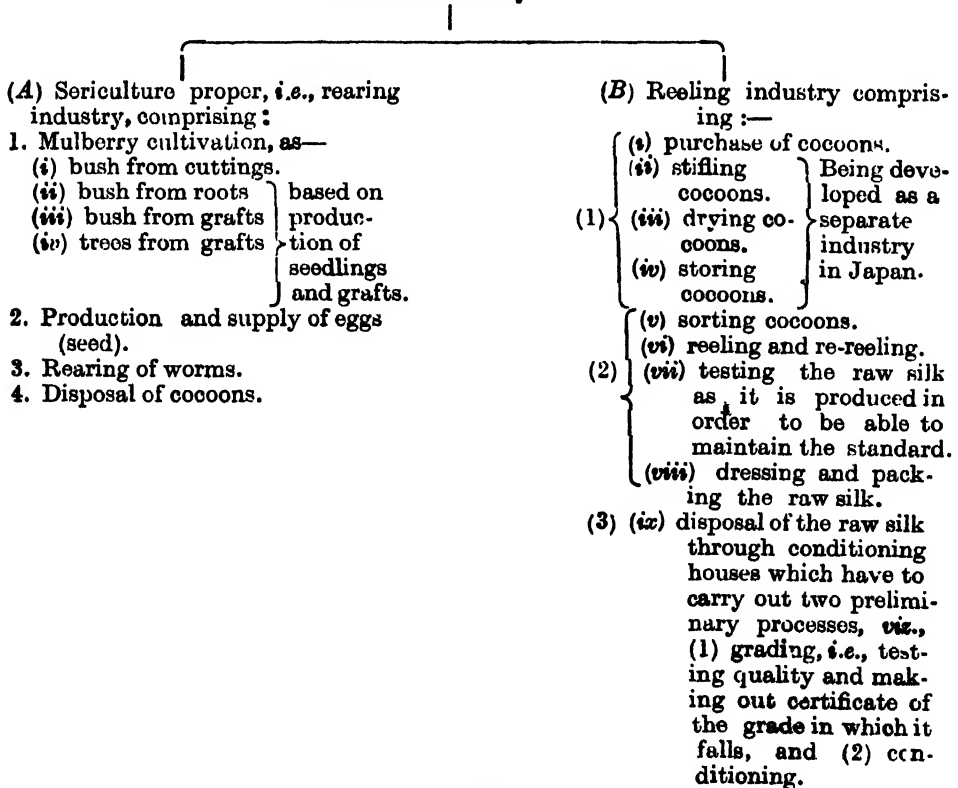 (A) Sericulture proper, i.e., rearing
industry, comprising :
1. Mulberry cultivation, as—
(i) bush from cuttings.
(ii) bush from roots
(iii) bush from grafts
(iv) trees from grafts
based on
produc-
tion of
seedlings
and grafts.
2. Production and supply of eggs
(seed).
3. Rearing of worms.
4. Disposal of cocoons.
(B) Reeling industry compris-
ing :—
(1)
(i) purchase of cocoons.
(ii) stifling
cocoons.
(iii) drying co-
coons.
(iv) storing
cocoons.
Being deve-
loped as a
separate
industry
in Japan.
(2)
(v) sorting cocoons.
(vi) reeling and re-reeling.
(vii) testing the raw silk
as it is produced in
order to be able to
maintain the standard.
(viii) dressing and pack-
ing the raw silk.
(3) (ix) disposal of the raw silk
through conditioning
houses which have to
carry out two prelimi-
nary processes, viz.,
(1) grading, i.e., test-
ing quality and mak-
ing out certificate of
the grade in which it
falls, and (2) con-
ditioning.